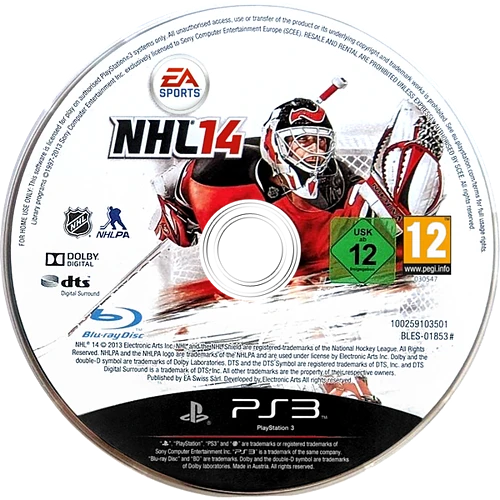 FOR HOME USE ONLY. This software is licensed for play on authorised PlayStation®3 systems only. All unauthorised access, use or transfer of the product or its underlying copyright and trademark works is prohibited. See eu.playstation.com/terms for full usage rights.
Library programs ©1997-2013 Sony Computer Entertainment Inc. exclusively licensed to Sony Computer Entertainment Europe (SCEE). RESALE AND RENTAL ARE PROHIBITED UNLESS EXPRESSLY AUTHORISED BY SCEE. All rights reserved.
EA
SPORTS
NHL14
NHL
NHLPA
DOLBY
DIGITAL
dts
Digital Surround
Blu-ray Disc
USK
ab
12
freigegeben
12
www.pegi.info
030547
100259103501
BLES-01853 #
NHL® 14 © 2013 Electronic Arts Inc. NHL and the NHL Shield are registered trademarks of the National Hockey League. All Rights
Reserved. NHLPA and the NHLPA logo are trademarks of the NHLPA and are used under license by Electronic Arts. Dolby and the
double-D symbol are trademarks of Dolby Laboratories. DTS and the DTS Symbol are registered trademarks of DTS, Inc. and DTS
Digital Surround is a trademark of DTS, Inc. All other trademarks are the property of their respective owners.
Published by EA Swiss Sàrl. Developed by Electronic Arts All rights reserved.
PS3™
PlayStation 3
" ", "PlayStation", "PS3" and " " are trademarks or registered trademarks of
Sony Computer Entertainment Inc. " " is a trademark of the same company.
"Blu-ray Disc" and "BD" are trademarks. Dolby and the double-D symbol are trademarks
of Dolby laboratories. Made in Austria. All rights reserved.